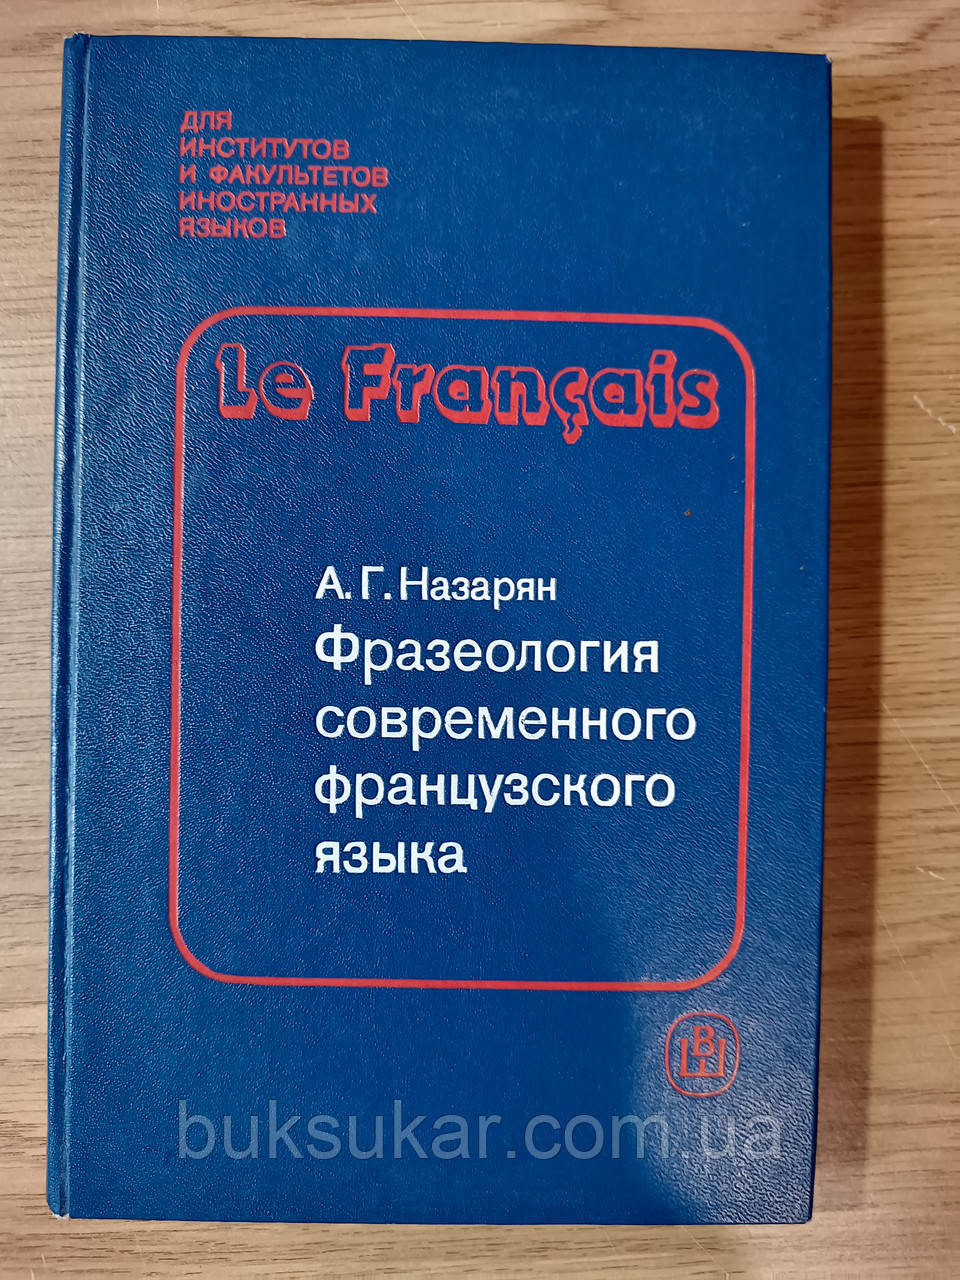 ДЛЯ
ИНСТИТУТОВ
И ФАКУЛЬТЕТОВ
ИНОСТРАННЫХ
ЯЗЫКОВ
Le Français
А.Г.Назарян
Фразеология
современного
французского
языка
ВШ
buksukar.com.ua